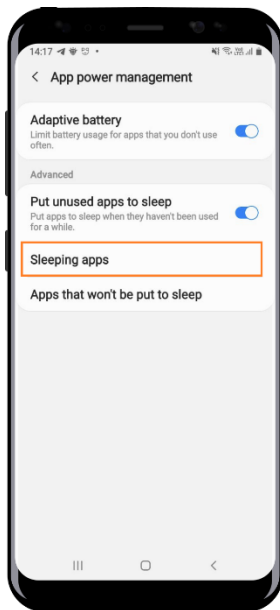 14:17
App power management
Adaptive battery
Limit battery usage for apps that you don't use
often.
Advanced
Put unused apps to sleep
Put apps to sleep when they haven't been used
for a while.
Sleeping apps
Apps that won't be put to sleep